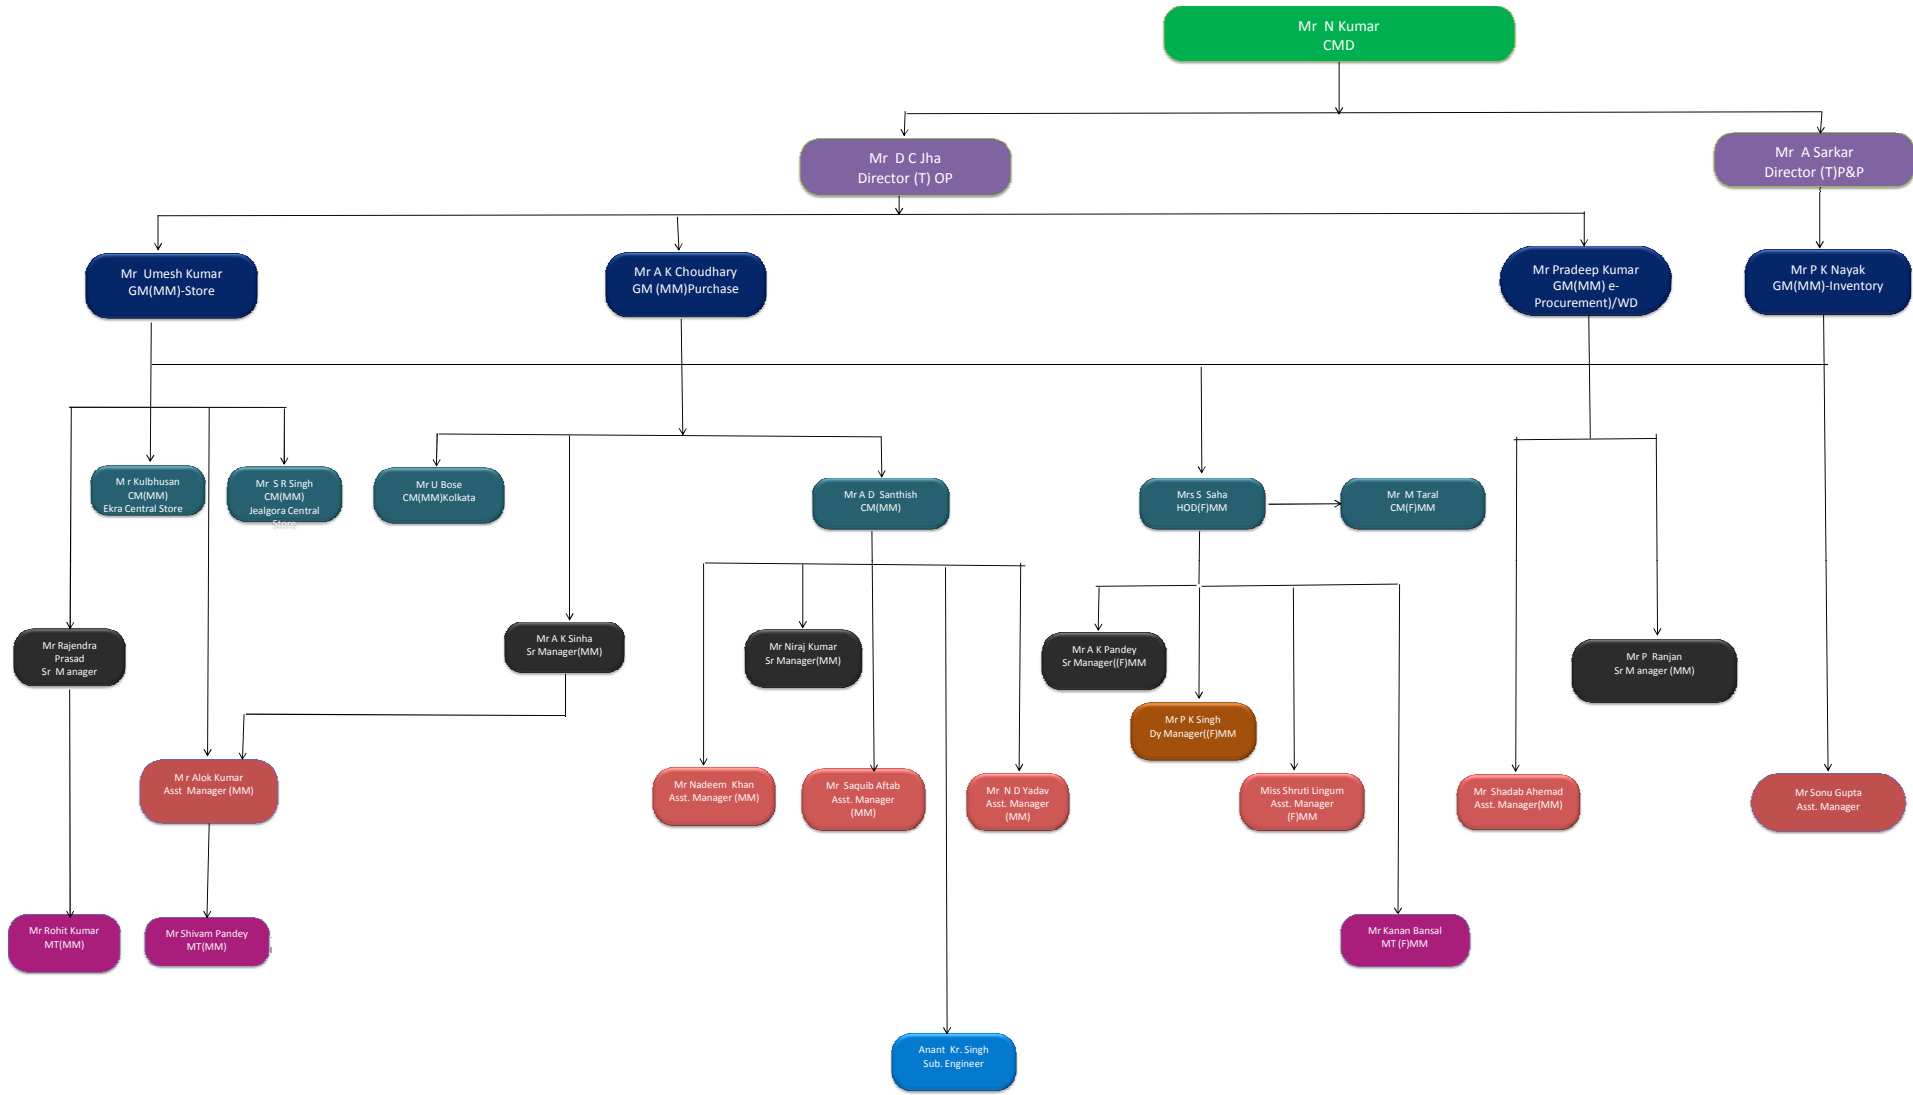 Mr N Kumar
CMD
Mr D C Jha
Director (T) OP
Mr A Sarkar
Director (T)P&P
Mr Umesh Kumar
GM(MM)-Store
Mr A K Choudhary
GM (MM)Purchase
Mr Pradeep Kumar
GM(MM) e-
Procurement)/WD
Mr P K Nayak
GM(MM)-Inventory
M r Kulbhusan
CM(MM)
Ekra Central Store
Mr S R Singh
CM(MM)
Jealgora Central
Store
Mr U Bose
CM(MM)Kolkata
Mr A D Santhish
CM(MM)
Mrs S Saha
HOD(F)MM
Mr M Taral
CM(F)MM
Mr Rajendra
Prasad
Sr M anager
Mr A K Sinha
Sr Manager(MM)
Mr Niraj Kumar
Sr Manager(MM)
Mr A K Pandey
Sr Manager((F)MM
Mr P Ranjan
Sr M anager (MM)
Mr P K Singh
Dy Manager((F)MM
M r Alok Kumar
Asst Manager (MM)
Mr Nadeem Khan
Asst. Manager (MM)
Mr Saquib Aftab
Asst. Manager
(MM)
Mr N D Yadav
Asst. Manager
(MM)
Miss Shruti Lingum
Asst. Manager
(F)MM
Mr Shadab Ahemad
Asst. Manager(MM)
Mr Sonu Gupta
Asst. Manager
Mr Rohit Kumar
MT(MM)
Mr Shivam Pandey
MT(MM)
Mr Kanan Bansal
MT (F)MM
Anant Kr. Singh
Sub. Engineer